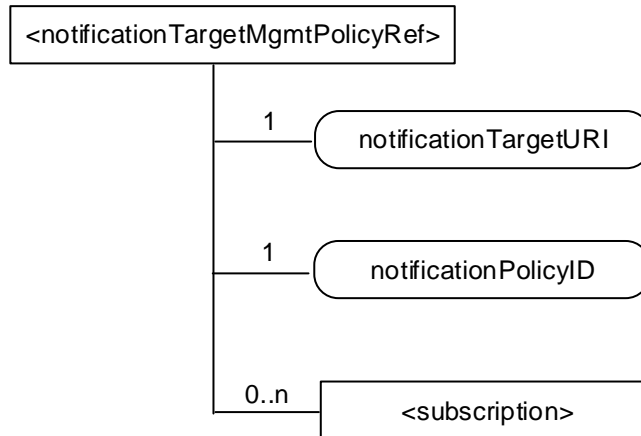 <notificationTargetMgmtPolicyRef>
1
notificationTargetURI
1
notificationPolicyID
0..n
<subscription>